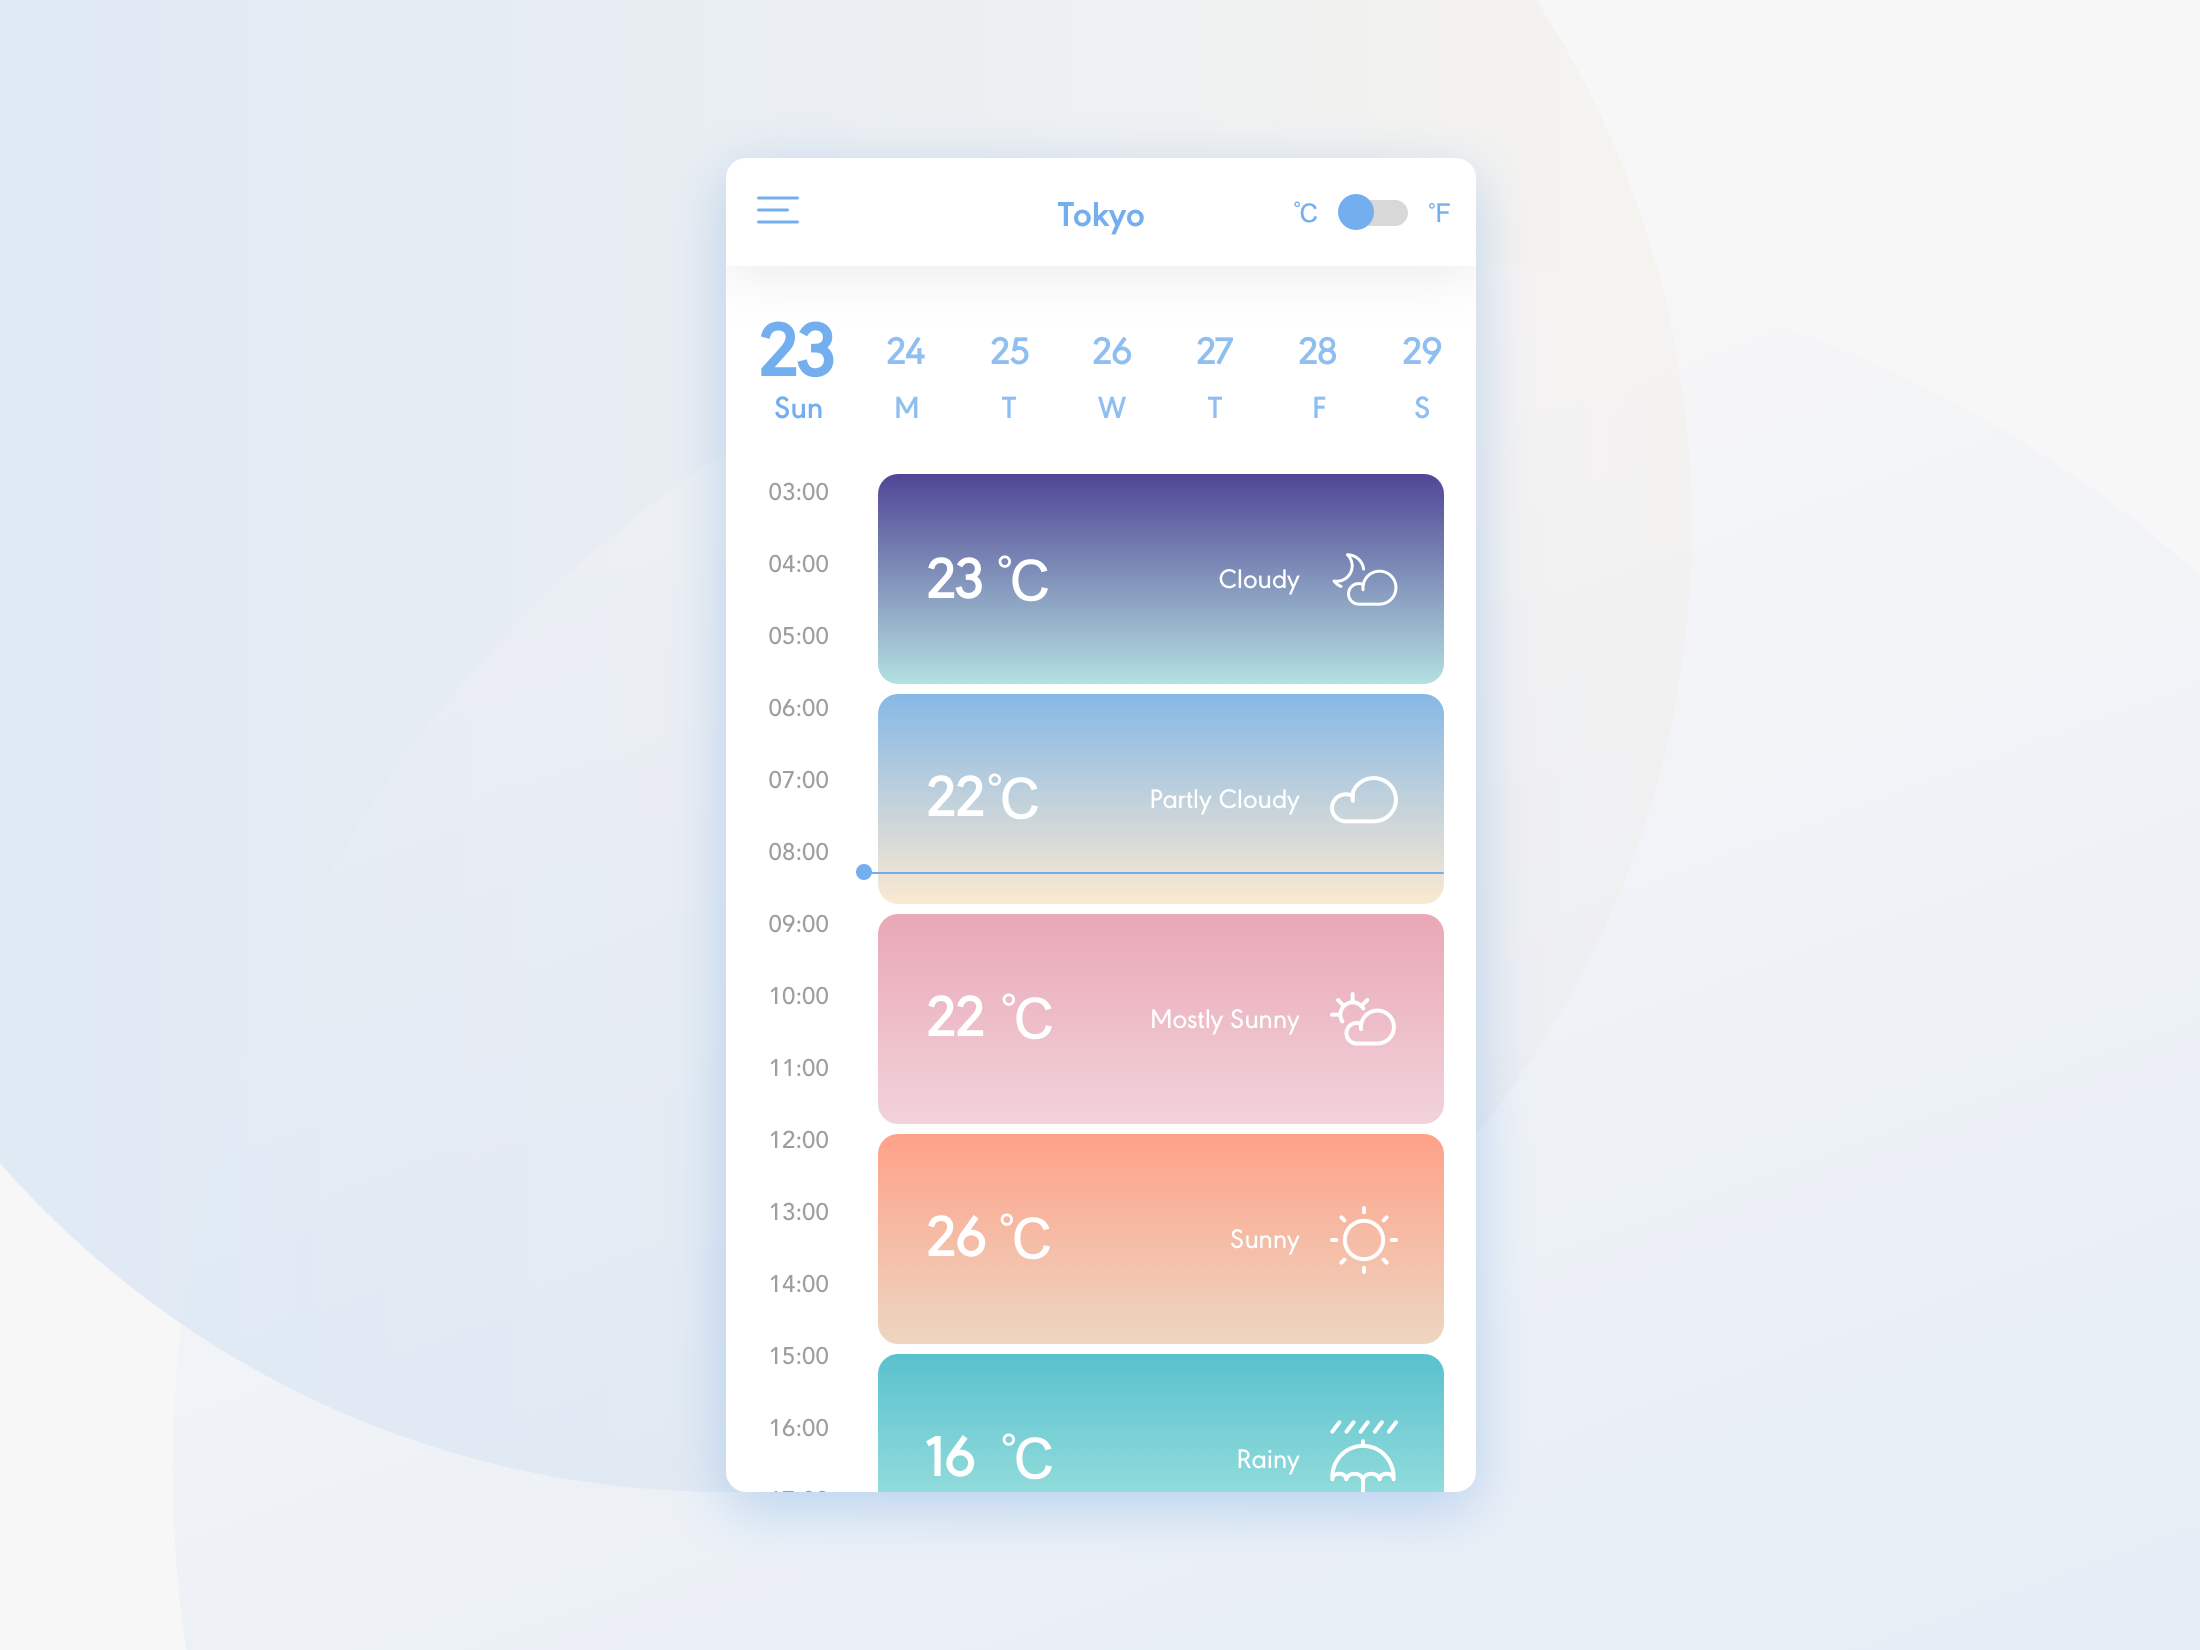 Tokyo °C °F
23 24 25 26 27 28 29
Sun M T W T F S
03:00
04:00
23 °C Cloudy
05:00
06:00
07:00
22°C Partly Cloudy
08:00
09:00
10:00
22 °C Mostly Sunny
11:00
12:00
13:00
26 °C Sunny
14:00
15:00
16:00
16 °C Rainy